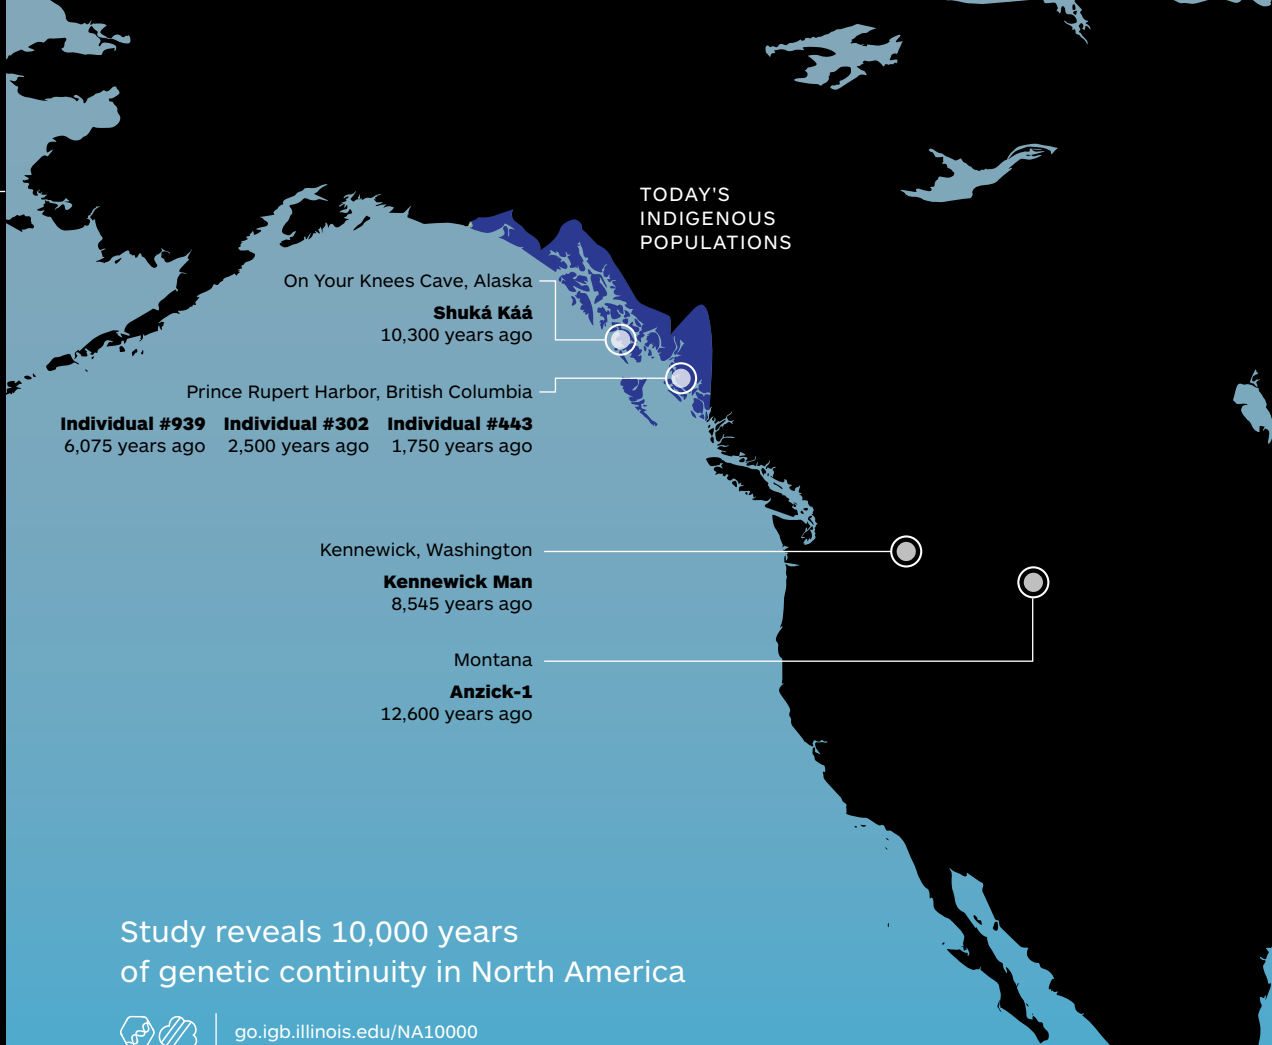 TODAY'S
INDIGENOUS
POPULATIONS
On Your Knees Cave, Alaska
Shuká Káá
10,300 years ago
Prince Rupert Harbor, British Columbia
Individual #939 Individual #302 Individual #443
6,075 years ago 2,500 years ago 1,750 years ago
Kennewick, Washington
Kennewick Man
8,545 years ago
Montana
Anzick-1
12,600 years ago
Study reveals 10,000 years
of genetic continuity in North America
go.igb.illinois.edu/NA10000